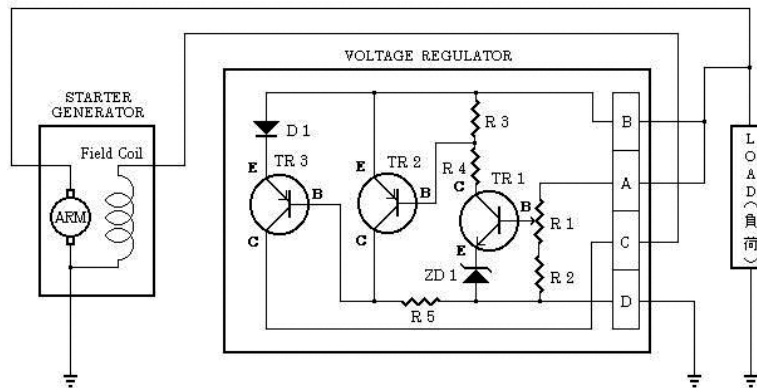 VOLTAGE REGULATOR
STARTER
GENERATOR
Field Coil
ARM
D 1
E
TR 3
B
C
E
TR 2
B
C
R 3
R 4
C
TR 1
B
E
ZD 1
R 1
R 2
R 5
B
A
C
D
LOAD(負荷)